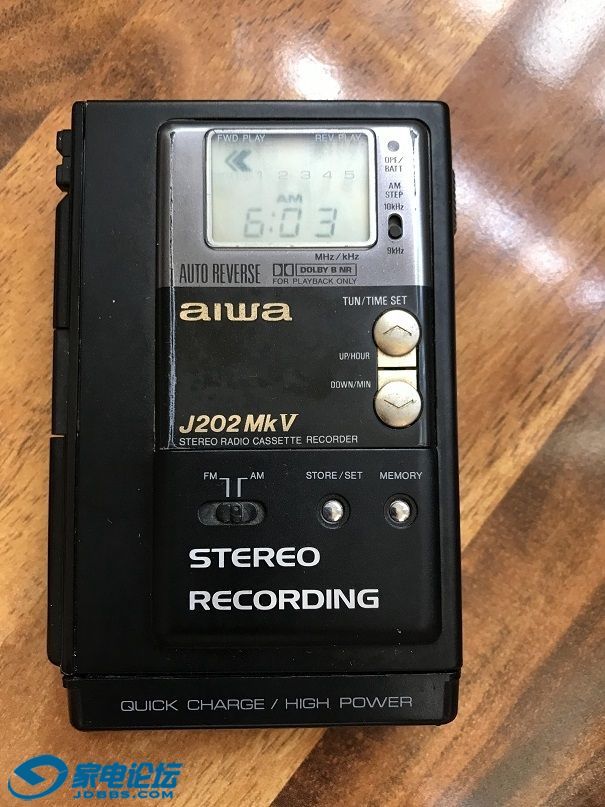 FWD PLAY REV PLAY
OPE/
BATT
1 2 3 4 5
AM
6:03
AM
STEP
10kHz
9kHz
MHz/kHz
AUTO REVERSE DOLBY B NR
FOR PLAYBACK ONLY
aiwa
TUN/TIME SET
UP/HOUR
DOWN/MIN
J202 MkV
STEREO RADIO CASSETTE RECORDER
FM AM STORE/SET MEMORY
STEREO
RECORDING
QUICK CHARGE / HIGH POWER
家电论坛
JDBBS.COM